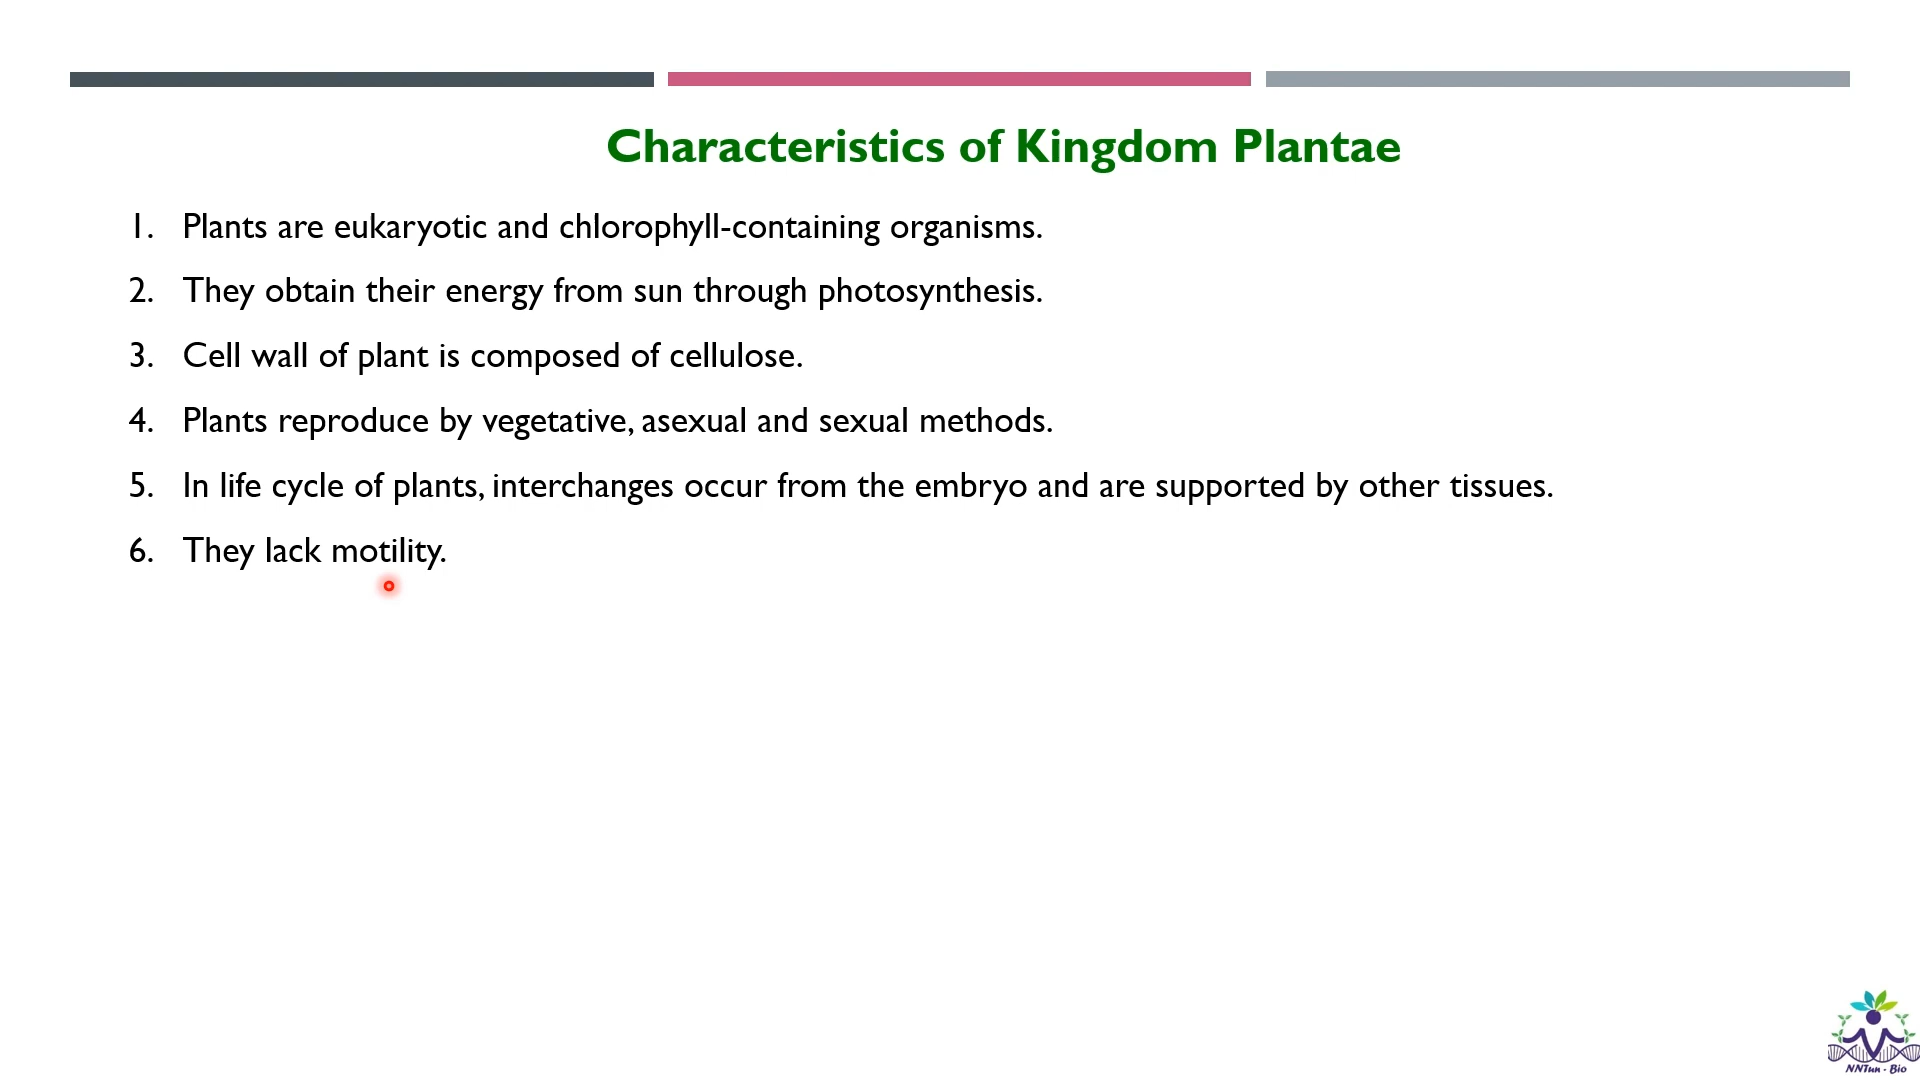 Characteristics of Kingdom Plantae
1. Plants are eukaryotic and chlorophyll-containing organisms.
2. They obtain their energy from sun through photosynthesis.
3. Cell wall of plant is composed of cellulose.
4. Plants reproduce by vegetative, asexual and sexual methods.
5. In life cycle of plants, interchanges occur from the embryo and are supported by other tissues.
6. They lack motility.
NNTun - Bio